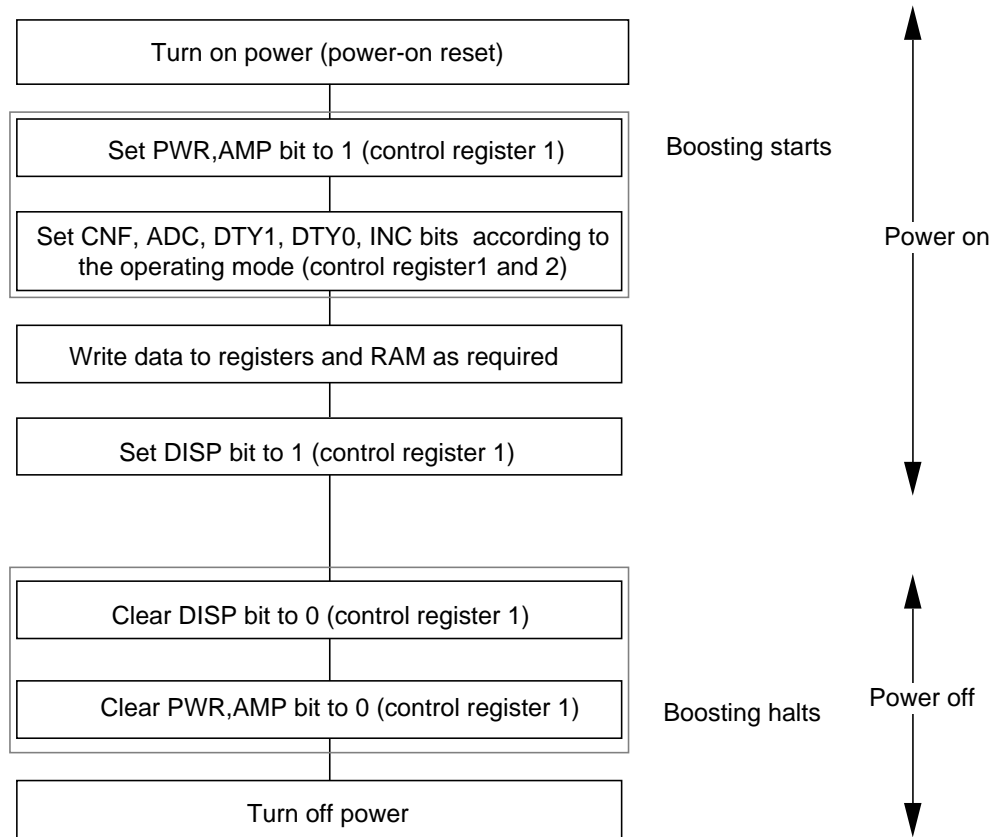 Turn on power (power-on reset)
Set PWR,AMP bit to 1 (control register 1)
Boosting starts
Set CNF, ADC, DTY1, DTY0, INC bits according to
the operating mode (control register1 and 2)
Power on
Write data to registers and RAM as required
Set DISP bit to 1 (control register 1)
Clear DISP bit to 0 (control register 1)
Clear PWR,AMP bit to 0 (control register 1)
Boosting halts
Power off
Turn off power